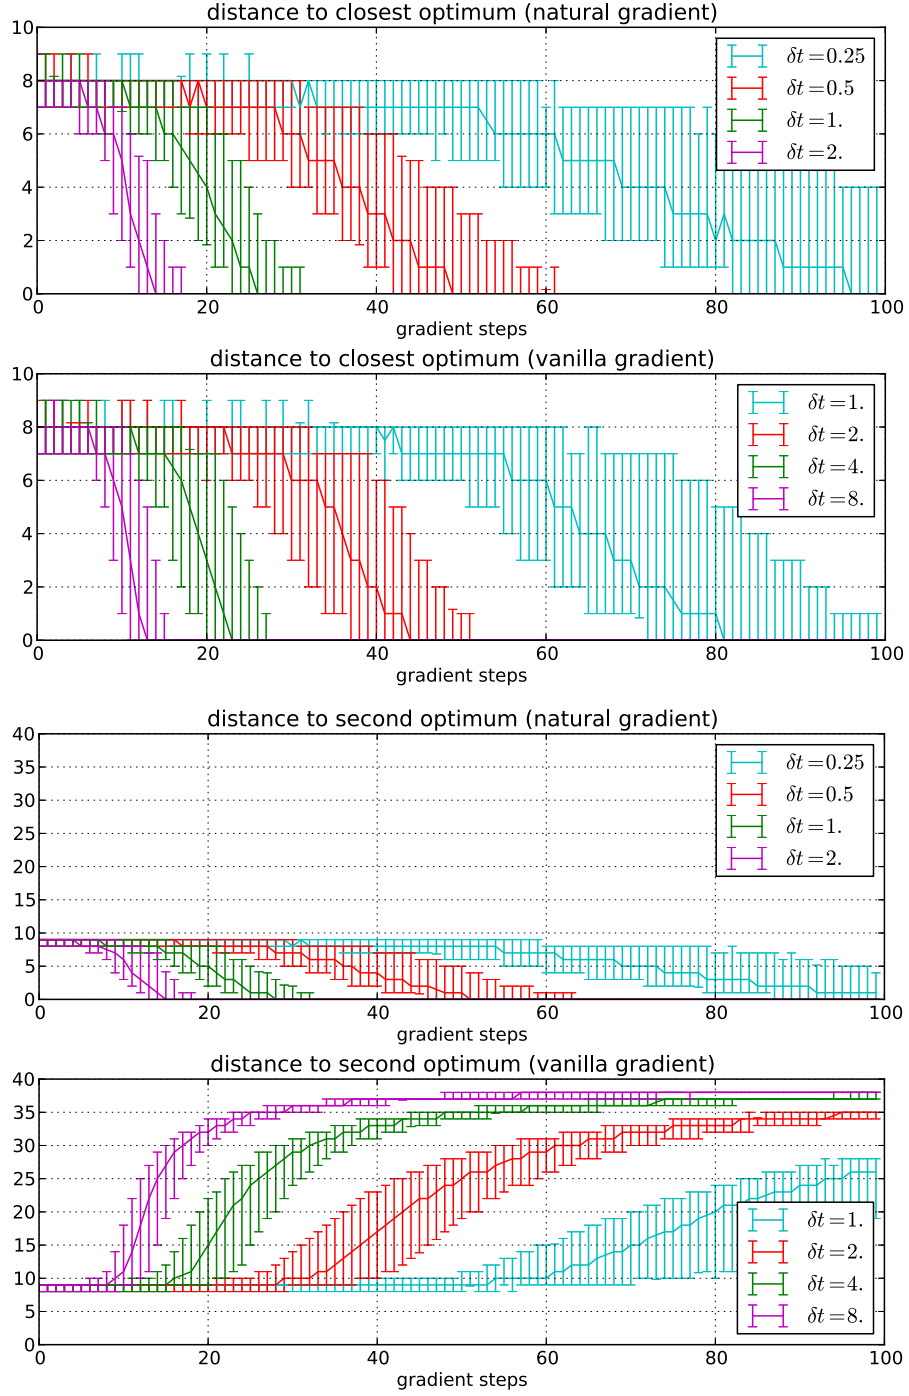 distance to closest optimum (natural gradient)
10
8
6
4
2
0
0 20 40 60 80 100
gradient steps
δt=0.25
δt=0.5
δt=1.
δt=2.
distance to closest optimum (vanilla gradient)
10
8
6
4
2
0
0 20 40 60 80 100
gradient steps
δt=1.
δt=2.
δt=4.
δt=8.
distance to second optimum (natural gradient)
40
35
30
25
20
15
10
5
0
0 20 40 60 80 100
gradient steps
δt=0.25
δt=0.5
δt=1.
δt=2.
distance to second optimum (vanilla gradient)
40
35
30
25
20
15
10
5
0
0 20 40 60 80 100
gradient steps
δt=1.
δt=2.
δt=4.
δt=8.